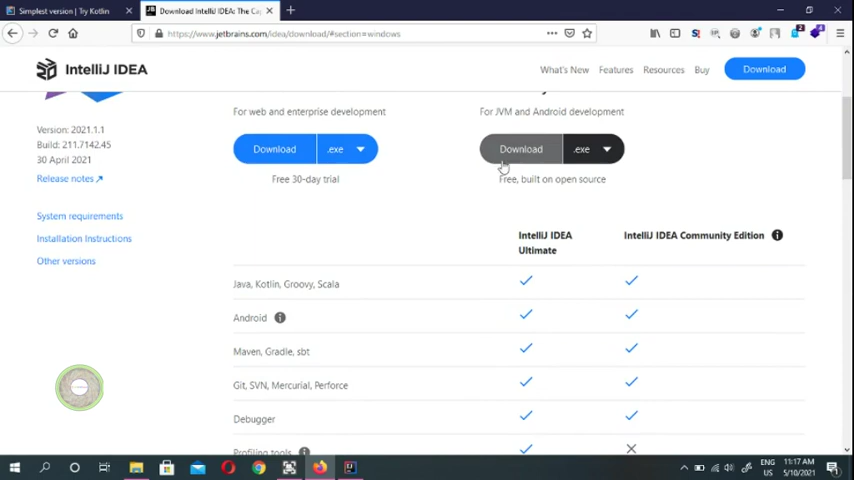 Simplest version | Try Kotlin
Download IntelliJ IDEA: The Ca
https://www.jetbrains.com/idea/download/#section=windows
IntelliJ IDEA
What's New
Features
Resources
Buy
Download
For web and enterprise development
For JVM and Android development
Version: 2021.1.1
Build: 211.7142.45
30 April 2021
Release notes ↗
Download
.exe
Download
.exe
Free 30-day trial
Free, built on open source
System requirements
Installation Instructions
Other versions
IntelliJ IDEA Ultimate
IntelliJ IDEA Community Edition
Java, Kotlin, Groovy, Scala
Android
Maven, Gradle, sbt
Git, SVN, Mercurial, Perforce
Debugger
Profiling tools
ENG
US
11:17 AM
5/10/2021